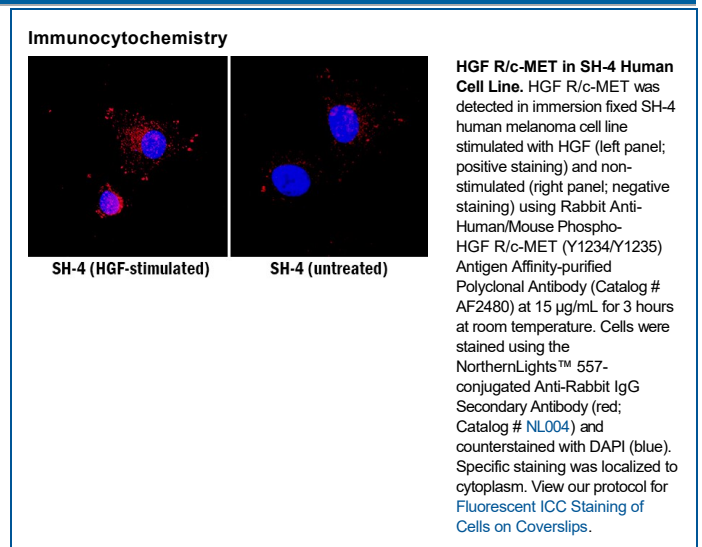 Immunocytochemistry
SH-4 (HGF-stimulated)
SH-4 (untreated)
HGF R/c-MET in SH-4 Human
Cell Line. HGF R/c-MET was
detected in immersion fixed SH-4
human melanoma cell line
stimulated with HGF (left panel;
positive staining) and non-
stimulated (right panel; negative
staining) using Rabbit Anti-
Human/Mouse Phospho-
HGF R/c-MET (Y1234/Y1235)
Antigen Affinity-purified
Polyclonal Antibody (Catalog #
AF2480) at 15 µg/mL for 3 hours
at room temperature. Cells were
stained using the
NorthernLights™ 557-
conjugated Anti-Rabbit IgG
Secondary Antibody (red;
Catalog # NL004) and
counterstained with DAPI (blue).
Specific staining was localized to
cytoplasm. View our protocol for
Fluorescent ICC Staining of
Cells on Coverslips.